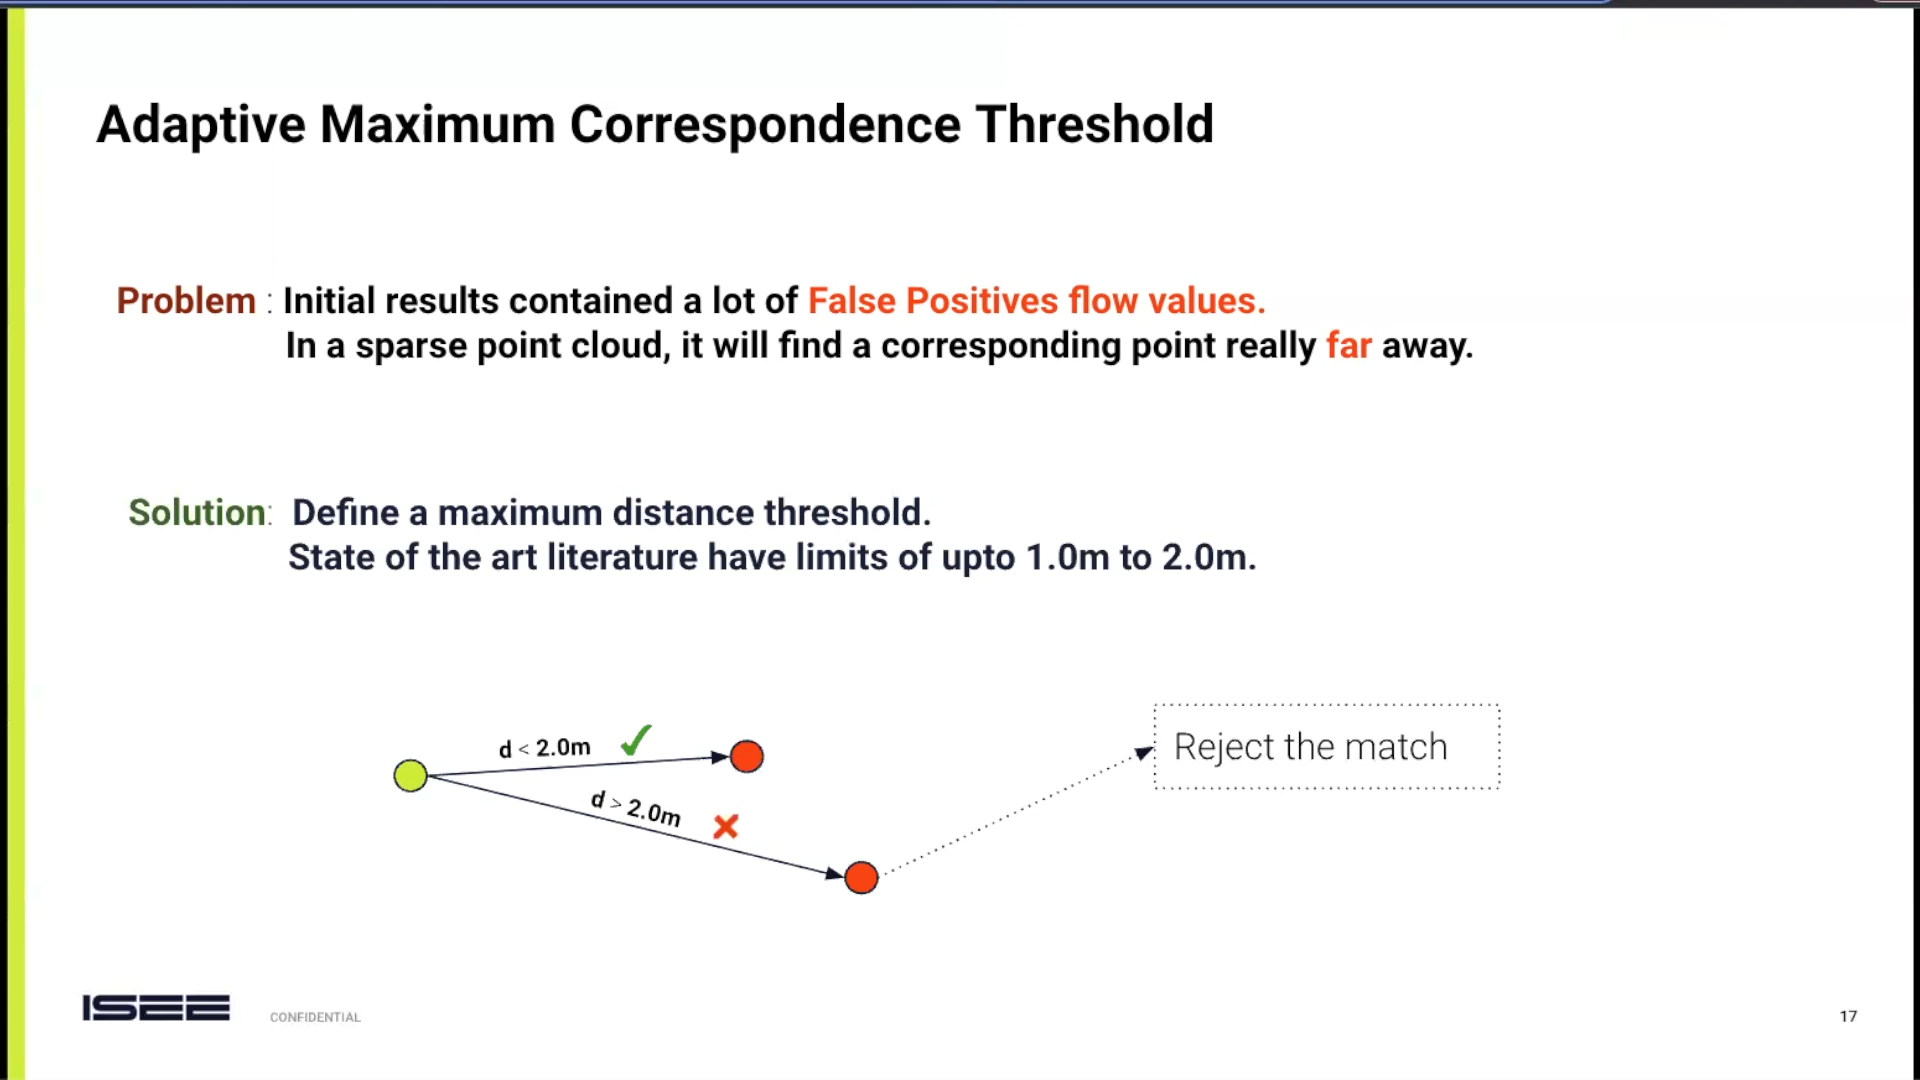 Adaptive Maximum Correspondence Threshold
Problem : Initial results contained a lot of False Positives flow values.
In a sparse point cloud, it will find a corresponding point really far away.
Solution: Define a maximum distance threshold.
State of the art literature have limits of upto 1.0m to 2.0m.
d < 2.0m
d > 2.0m
Reject the match
ISEE
CONFIDENTIAL
17